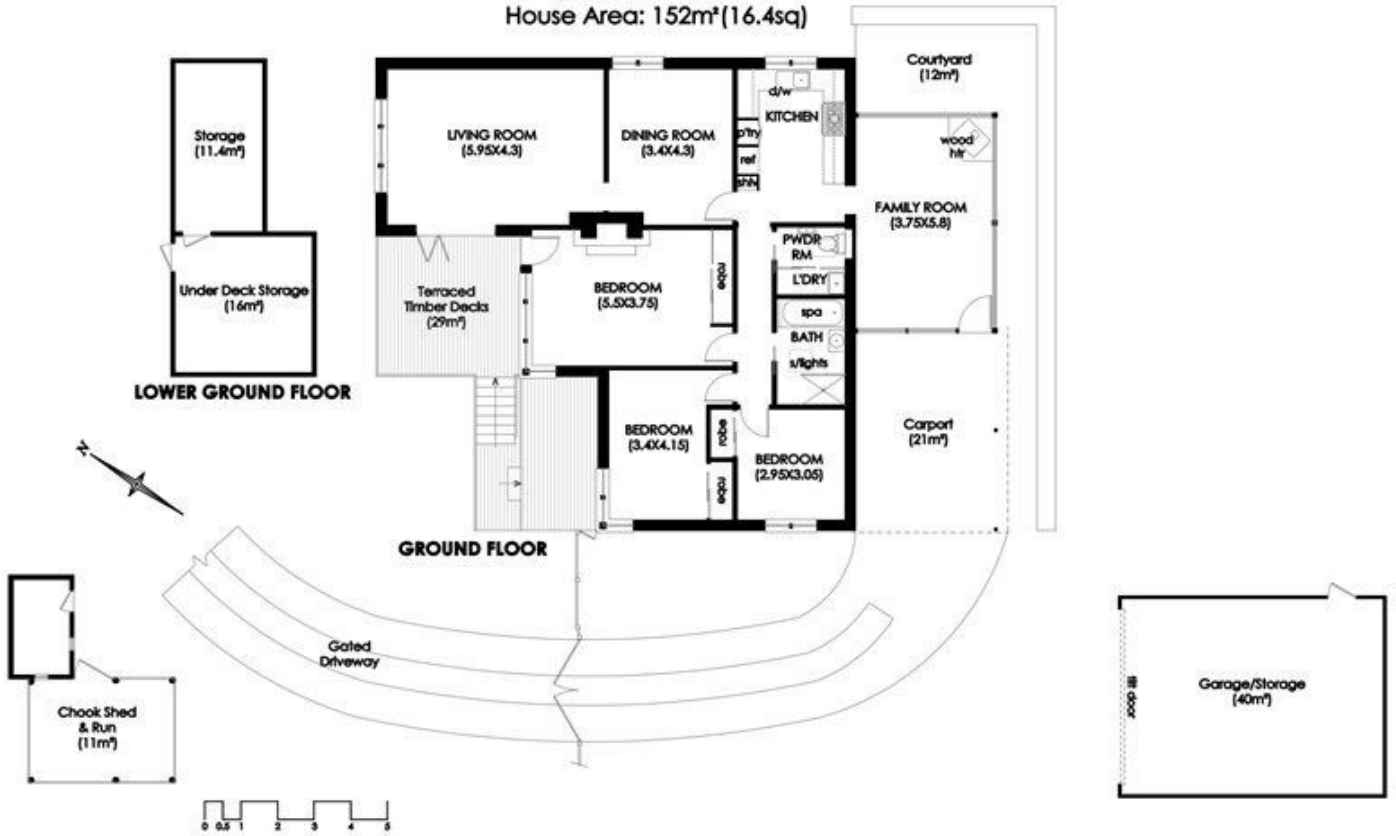 House Area: 152m²(16.4sq)
Storage
(11.4m²)
Under Deck Storage
(16m²)
LOWER GROUND FLOOR
LIVING ROOM
(5.95X4.3)
DINING ROOM
(3.4X4.3)
d/w
KITCHEN
p'try
ref
shlv
Courtyard
(12m²)
wood
htr
FAMILY ROOM
(3.75X5.8)
PWDR
RM
L'DRY
spa
BATH
s/lights
Terraced
Timber Decks
(29m²)
BEDROOM
(5.5X3.75)
robe
BEDROOM
(3.4X4.15)
robe
robe
BEDROOM
(2.95X3.05)
Carport
(21m²)
GROUND FLOOR
N
Gated
Driveway
Chook Shed
& Run
(11m²)
tilt door
Garage/Storage
(40m²)
0 0.5 1 2 3 4 5